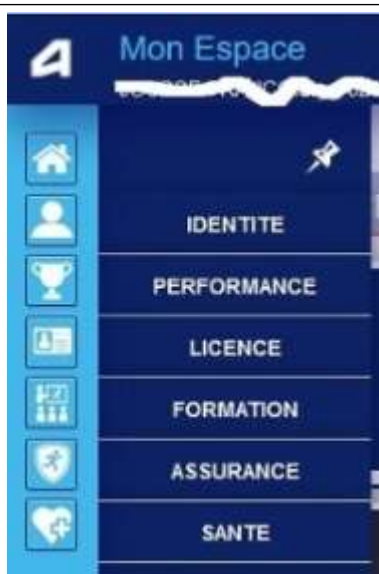 Mon Espace
IDENTITE
PERFORMANCE
LICENCE
FORMATION
ASSURANCE
SANTE